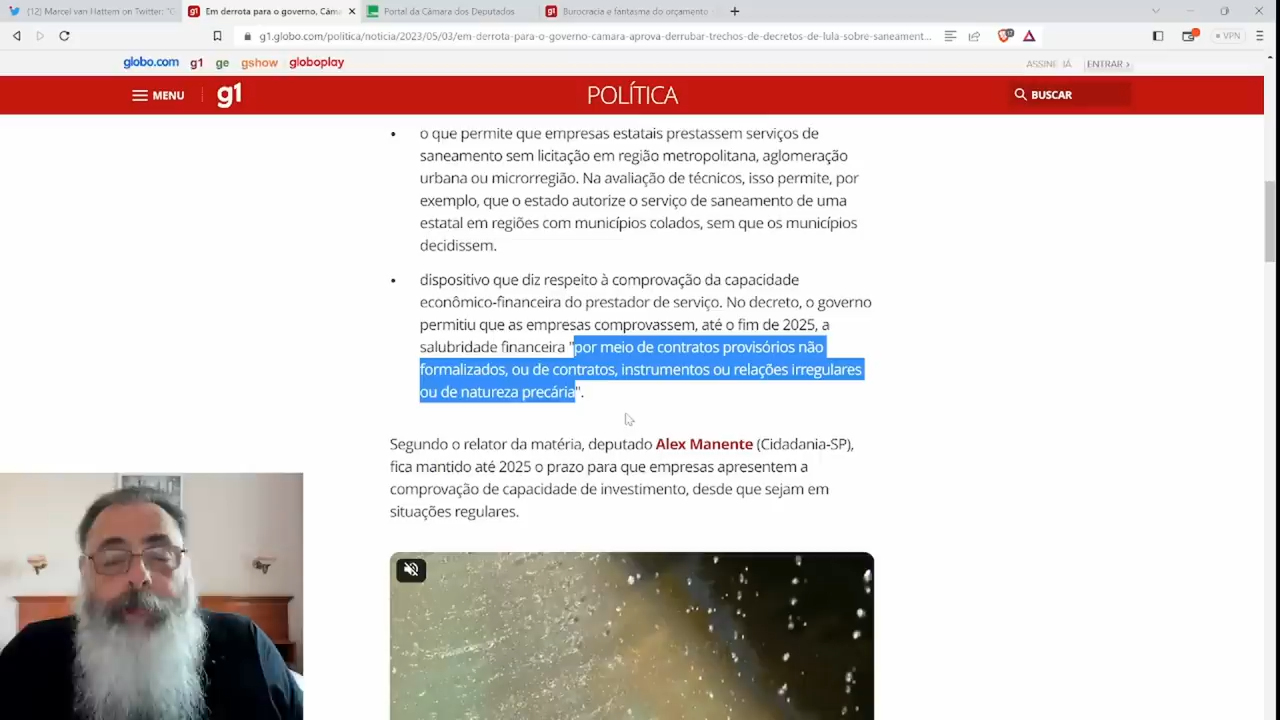 (12) Marcel van Hattem on Twitter: "G
Em derrota para o governo, Câma
Portal da Câmara dos Deputados
Burocracia e fantasma do orçamento
g1.globo.com/politica/noticia/2023/05/03/em-derrota-para-o-governo-camara-aprova-derrubar-trechos-de-decretos-de-lula-sobre-saneament...
VPN
globo.com g1 ge gshow globoplay
ASSINE JÁ ENTRAR ›
MENU g1 POLÍTICA BUSCAR
• o que permite que empresas estatais prestassem serviços de
saneamento sem licitação em região metropolitana, aglomeração
urbana ou microrregião. Na avaliação de técnicos, isso permite, por
exemplo, que o estado autorize o serviço de saneamento de uma
estatal em regiões com municípios colados, sem que os municípios
decidissem.
• dispositivo que diz respeito à comprovação da capacidade
econômico-financeira do prestador de serviço. No decreto, o governo
permitiu que as empresas comprovassem, até o fim de 2025, a
salubridade financeira "por meio de contratos provisórios não
formalizados, ou de contratos, instrumentos ou relações irregulares
ou de natureza precária".
Segundo o relator da matéria, deputado Alex Manente (Cidadania-SP),
fica mantido até 2025 o prazo para que empresas apresentem a
comprovação de capacidade de investimento, desde que sejam em
situações regulares.